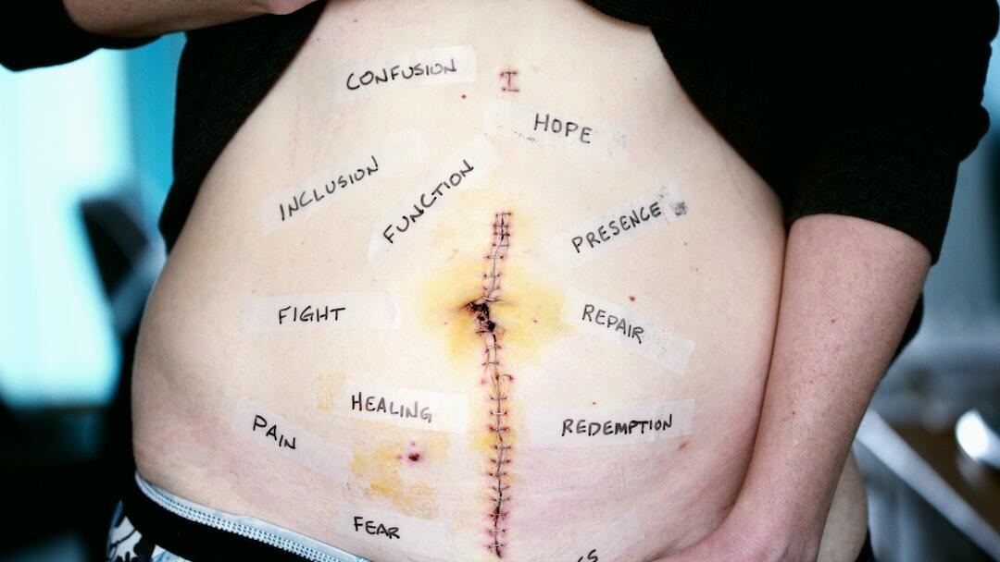 CONFUSION
HOPE
INCLUSION
FUNCTION
PRESENCE
FIGHT
REPAIR
HEALING
PAIN
REDEMPTION
FEAR